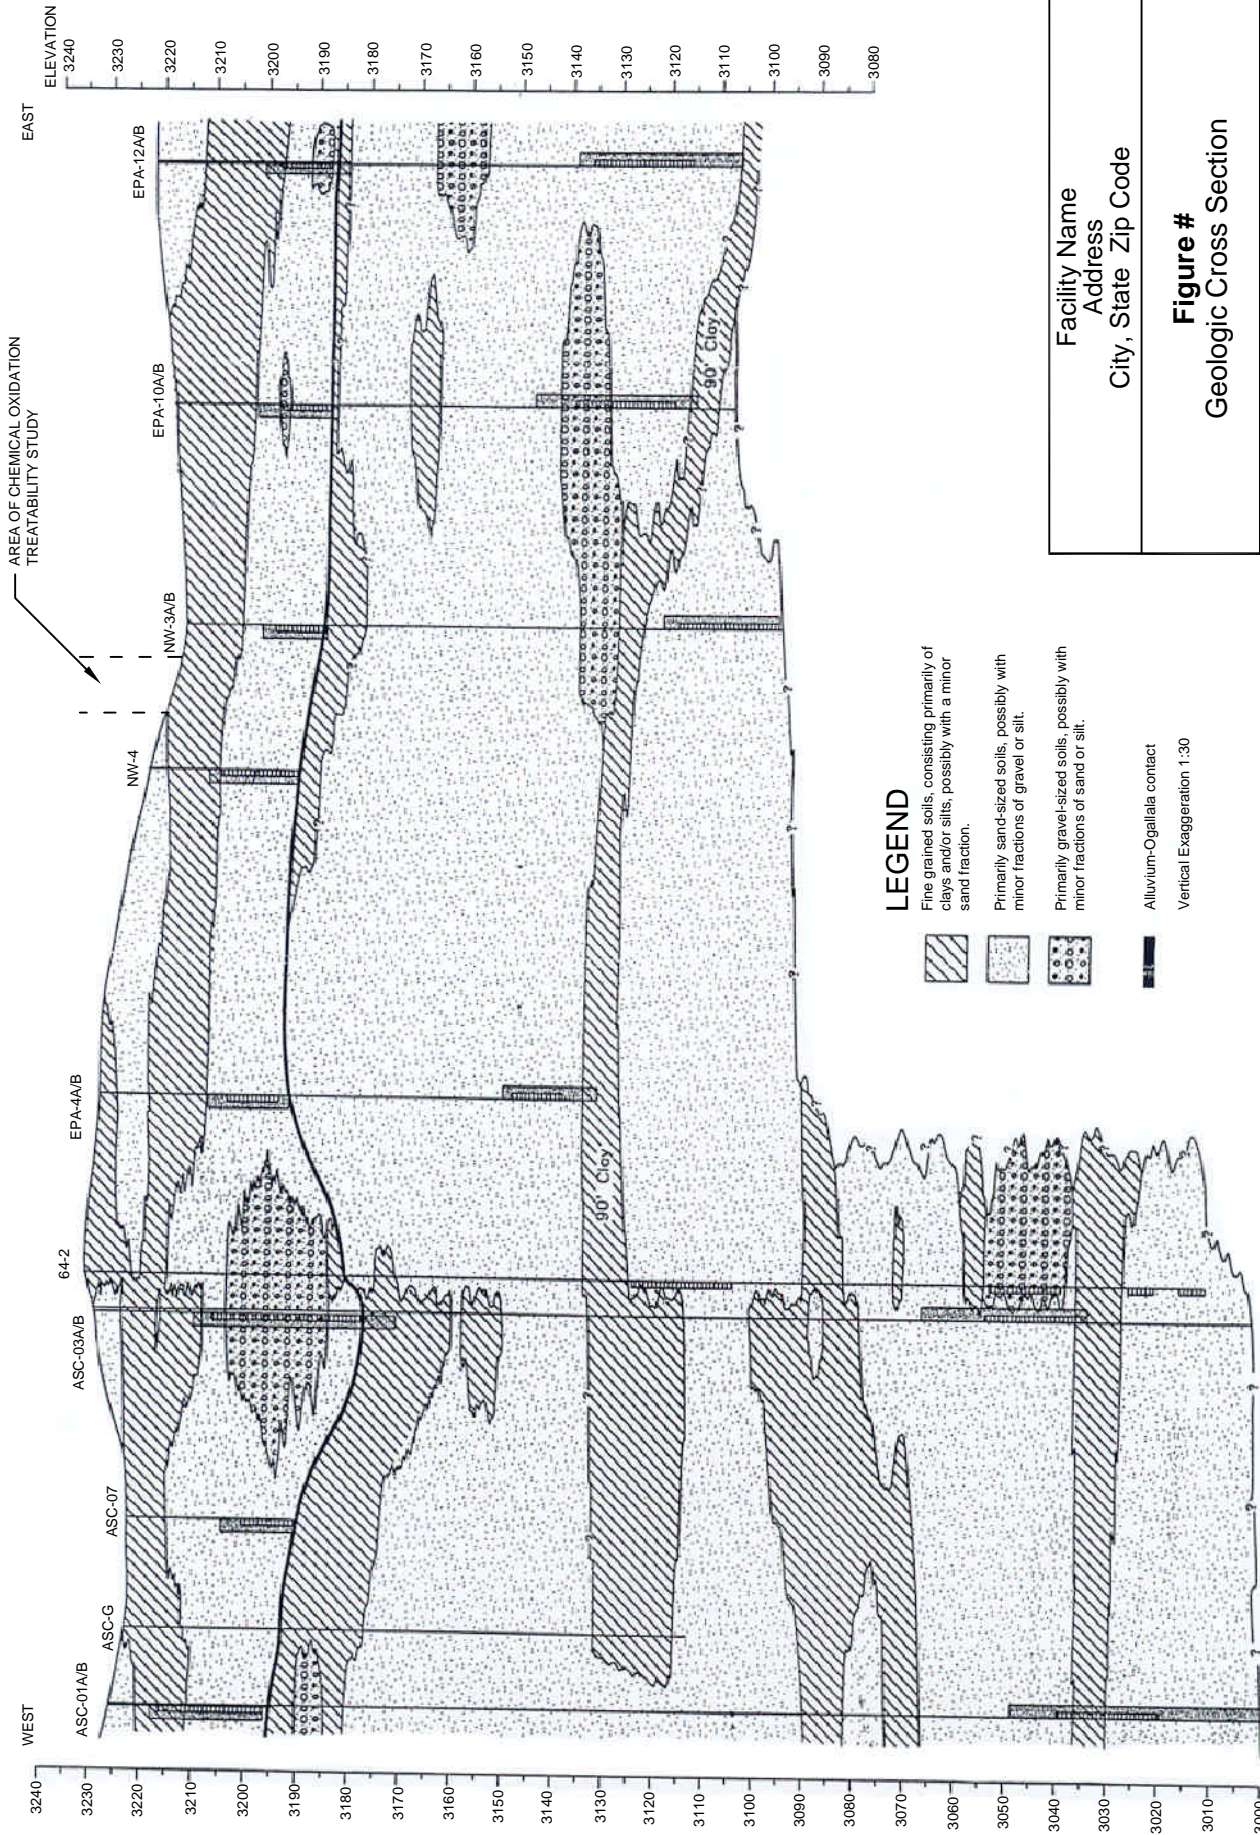 WEST
EAST
ELEVATION
AREA OF CHEMICAL OXIDATION
TREATABILITY STUDY
ASC-01A/B
ASC-G
ASC-07
ASC-03A/B
64-2
EPA-4A/B
NW-4
NW-3A/B
EPA-10A/B
EPA-12A/B
3240
3230
3220
3210
3200
3190
3180
3170
3160
3150
3140
3130
3120
3110
3100
3090
3080
3070
3060
3050
3040
3030
3020
3010
3000
3240
3230
3220
3210
3200
3190
3180
3170
3160
3150
3140
3130
3120
3110
3100
3090
3080
90' Clay
90' Clay
LEGEND
Fine grained soils, consisting primarily of
clays and/or silts, possibly with a minor
sand fraction.
Primarily sand-sized soils, possibly with
minor fractions of gravel or silt.
Primarily gravel-sized soils, possibly with
minor fractions of sand or silt.
Alluvium-Ogallala contact
Vertical Exaggeration 1:30
Facility Name
Address
City, State Zip Code
Figure #
Geologic Cross Section